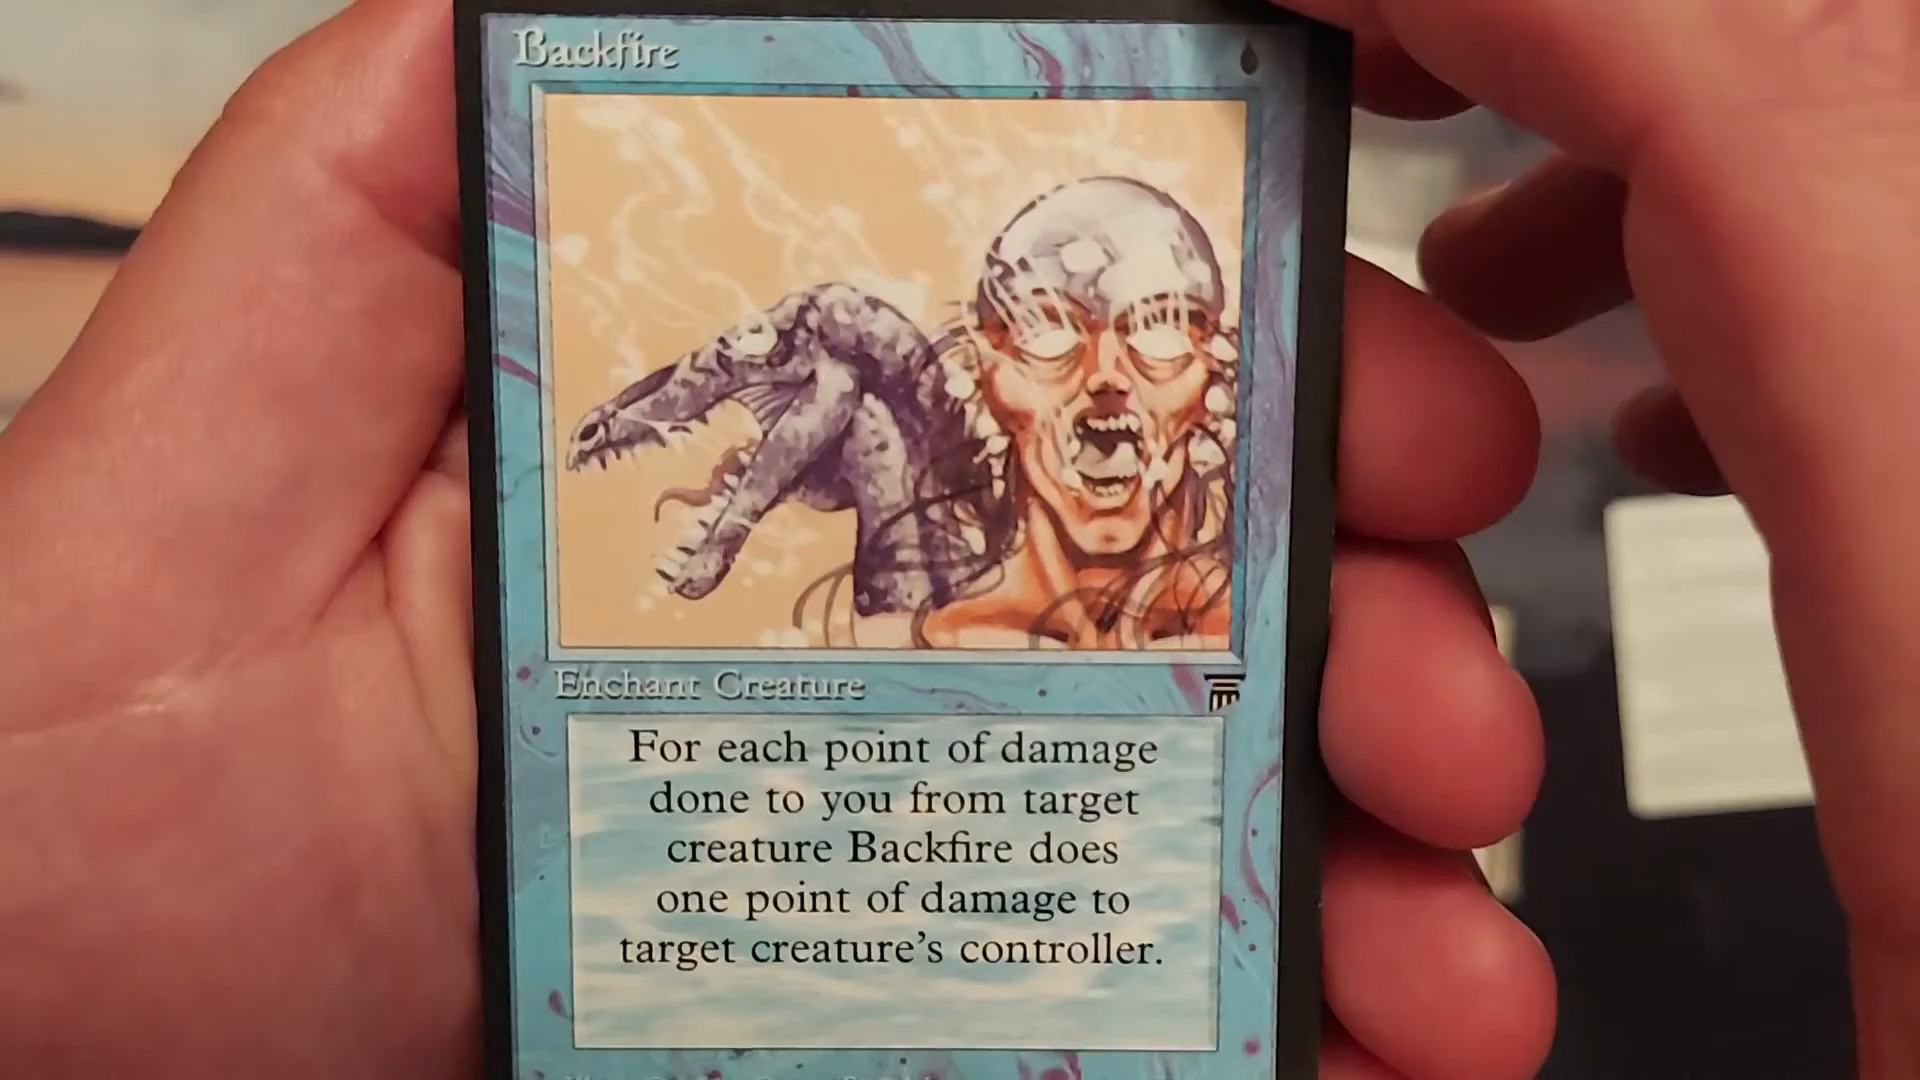 Backfire
Enchant Creature
For each point of damage
done to you from target
creature Backfire does
one point of damage to
target creature's controller.